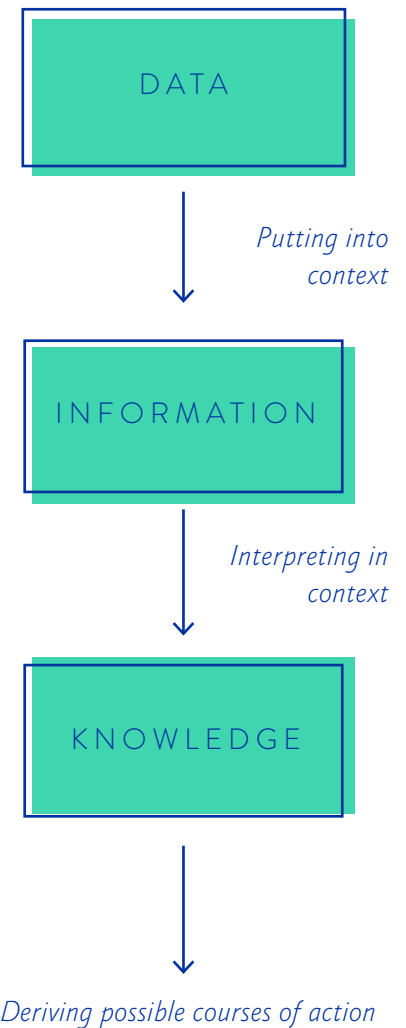 DATA
Putting into
context
INFORMATION
Interpreting in
context
KNOWLEDGE
Deriving possible courses of action